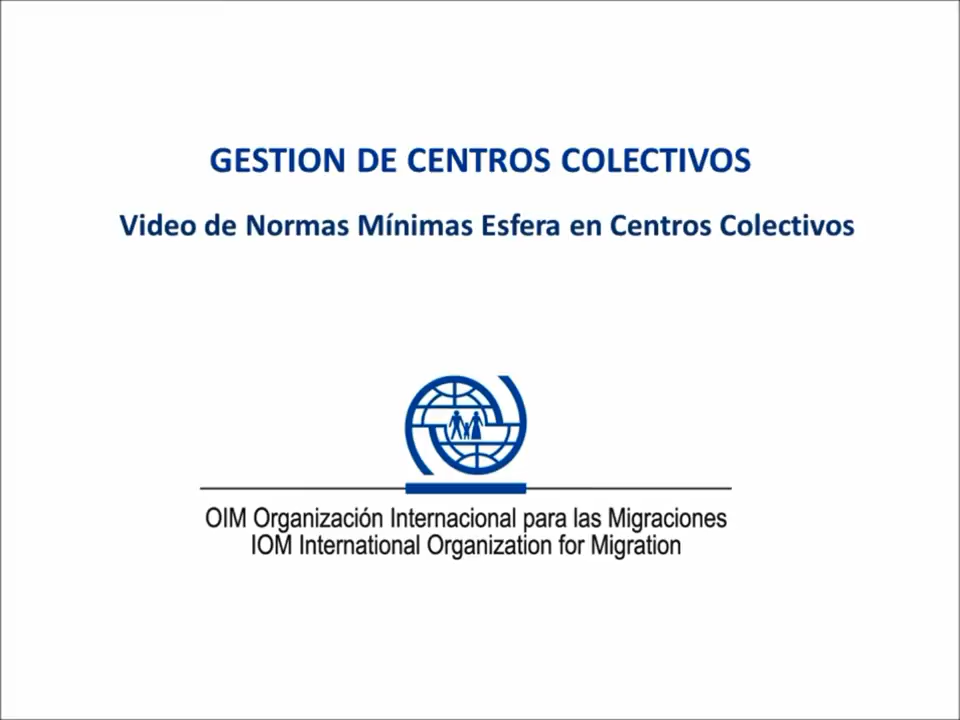 GESTION DE CENTROS COLECTIVOS
Video de Normas Mínimas Esfera en Centros Colectivos
OIM Organización Internacional para las Migraciones
IOM International Organization for Migration